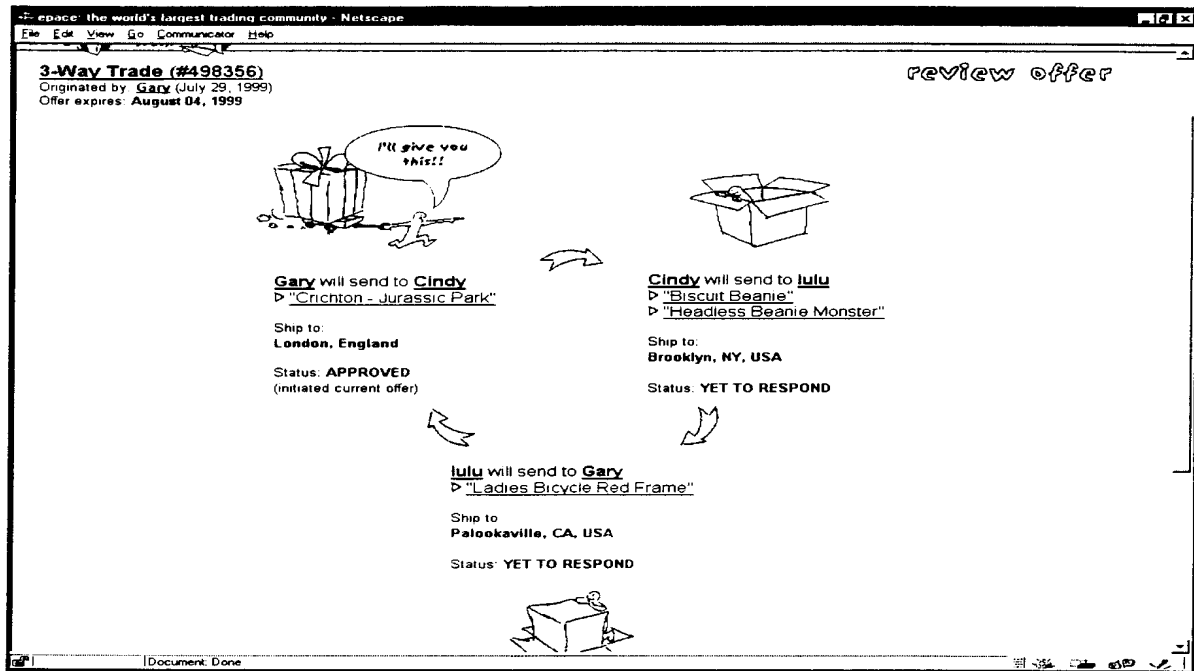 epace: the world's largest trading community - Netscape
File Edit View Go Communicator Help
3-Way Trade (#498356)
review offer
Originated by: Gary (July 29, 1999)
Offer expires: August 04, 1999
I'll give you
this!!
Gary will send to Cindy
"Crichton - Jurassic Park"
Ship to:
London, England
Status: APPROVED
(initiated current offer)
Cindy will send to lulu
"Biscuit Beanie"
"Headless Beanie Monster"
Ship to:
Brooklyn, NY, USA
Status: YET TO RESPOND
lulu will send to Gary
"Ladies Bicycle Red Frame"
Ship to
Palookaville, CA, USA
Status: YET TO RESPOND
Document: Done